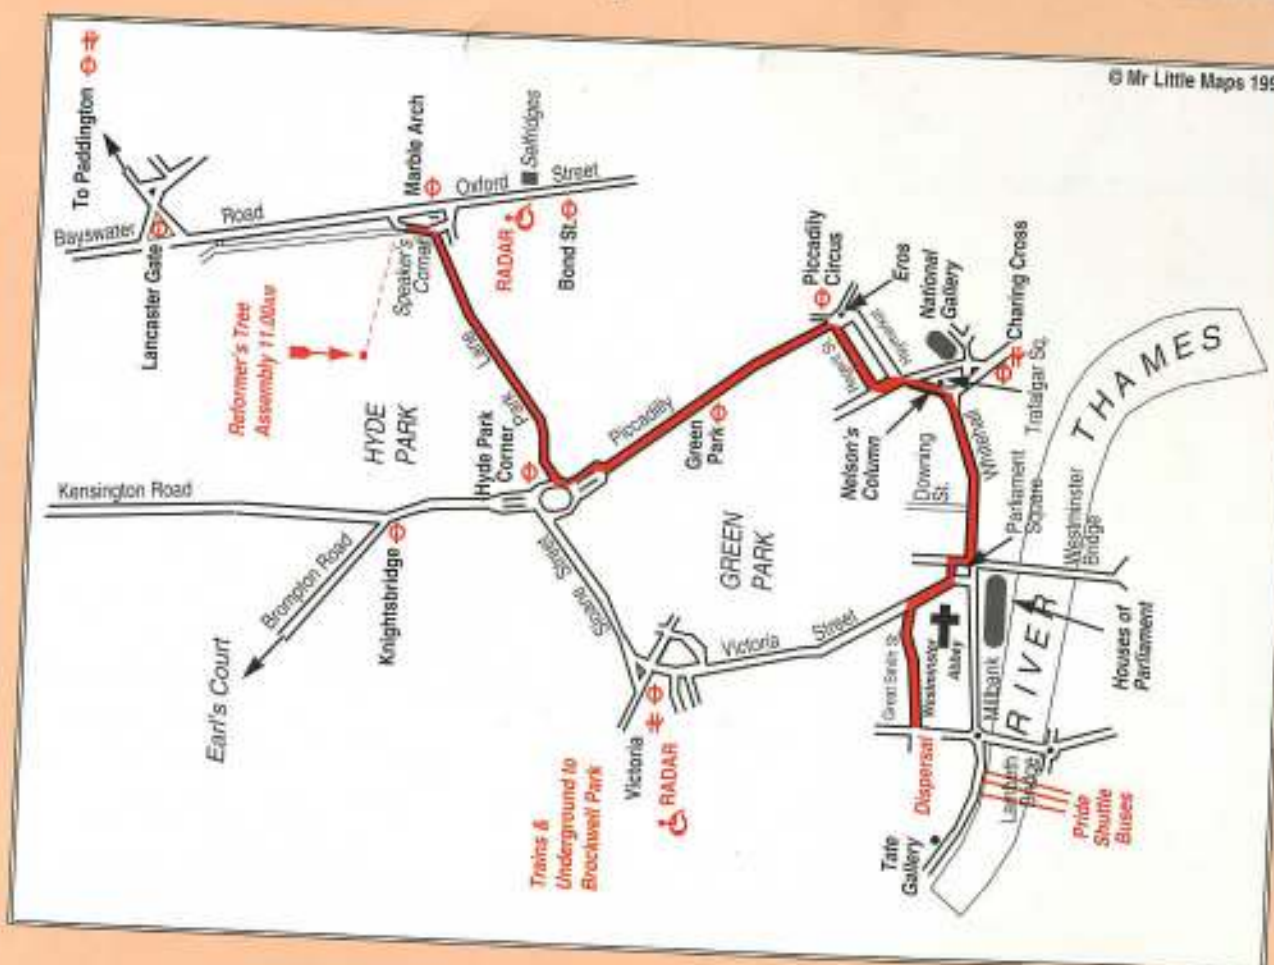 © Mr Little Maps 199
To Paddington
Bayswater
Road
Lancaster Gate
Marble Arch
Oxford
Street
Selfridges
RADAR
Bond St.
Speaker's
Corner
Reformer's Tree
Assembly 11.00AM
HYDE
PARK
Park
Lane
Hyde Park
Corner
Kensington Road
Brompton Road
Knightsbridge
Earl's Court
Piccadilly
Green
Park
Piccadilly
Circus
Eros
National
Gallery
Charing Cross
Regent St.
Haymarket
Nelson's
Column
Trafalgar Sq.
Whitehall
Downing
St.
Parliament
Square
Westminster
Bridge
GREEN
PARK
Sloane
Street
Victoria
Street
Victoria
RADAR
Trains &
Underground to
Brockwell Park
Great Smith St
Westminster
Abbey
Millbank
Houses of
Parliament
RIVER
THAMES
Dispersal
Lambeth
Bridge
Tate
Gallery
Pride
Shuttle
Buses